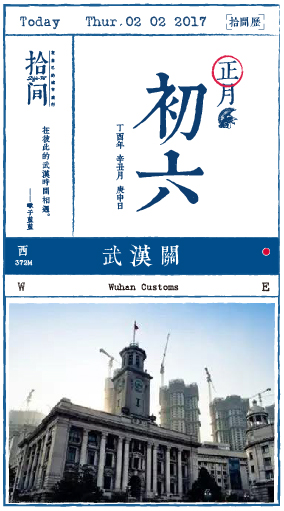 Today Thur. 02 02 2017 拾間歷
拾间
正月
初六
丁酉年 辛丑月 庚申日
在彼此的武漢時間相遇。
西
372M
武漢關
W
Wuhan Customs
E